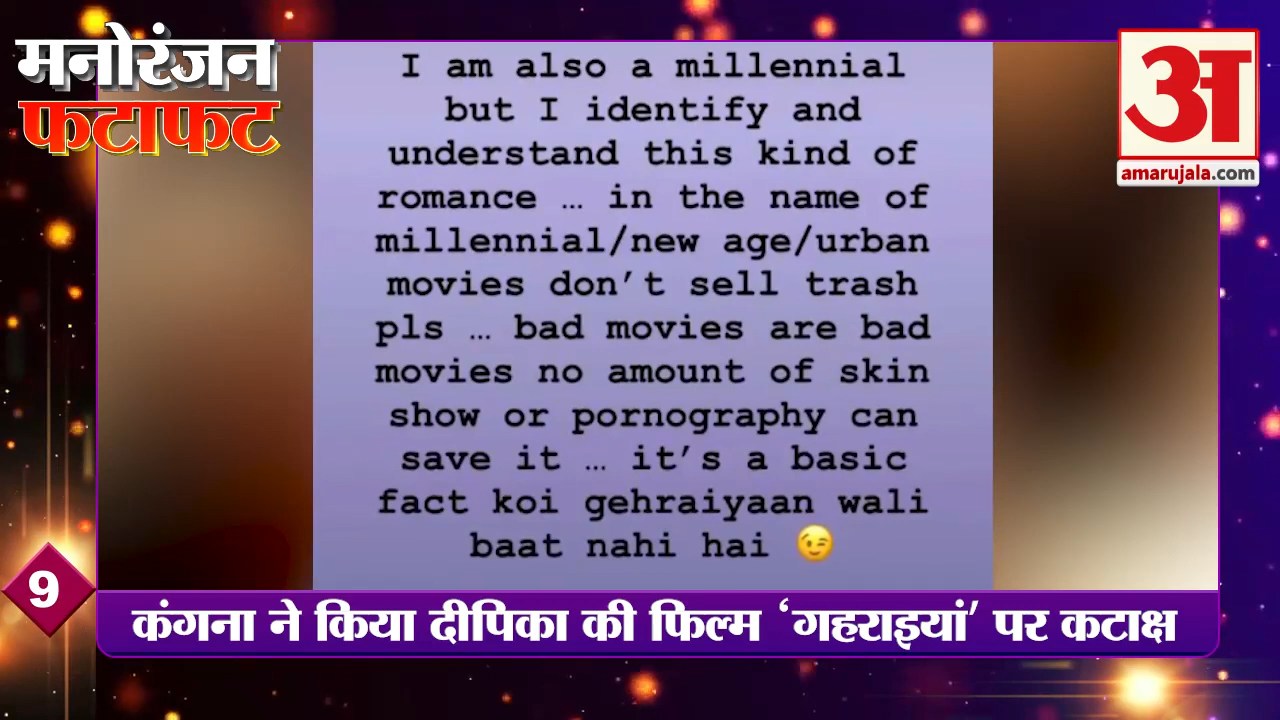 मनोरंजन
फटाफट
अ
amarujala.com
I am also a millennial
but I identify and
understand this kind of
romance … in the name of
millennial/new age/urban
movies don’t sell trash
pls … bad movies are bad
movies no amount of skin
show or pornography can
save it … it’s a basic
fact koi gehraiyaan wali
baat nahi hai 😉
9
कंगना ने किया दीपिका की फिल्म ‘गहराइयां’ पर कटाक्ष